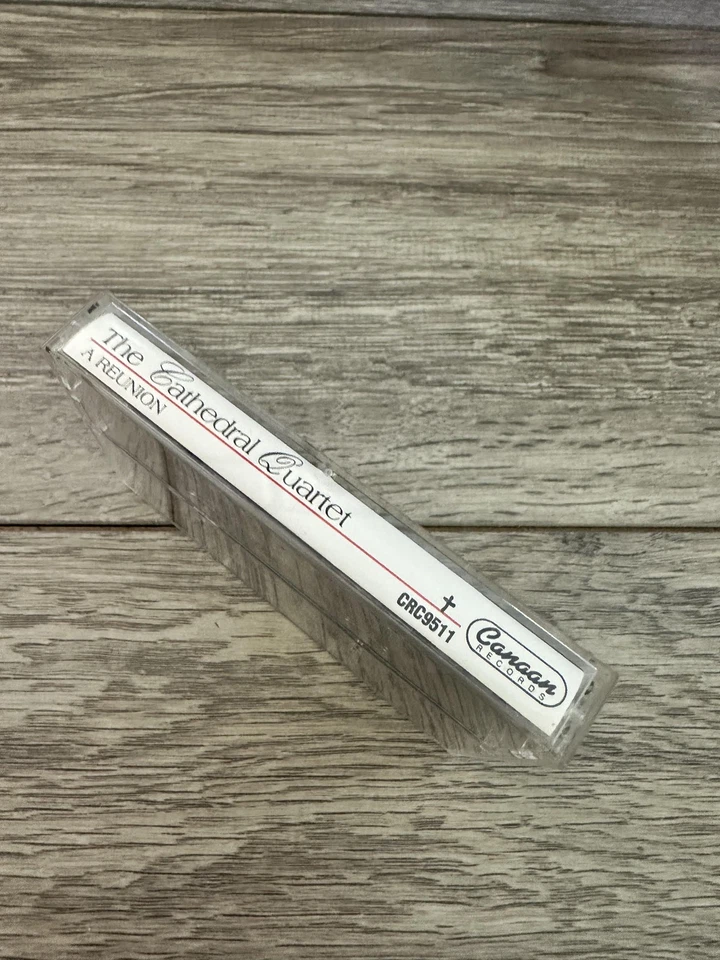 The Cathedral Quartet
A REUNION
✝
CRC9511
Canaan
RECORDS